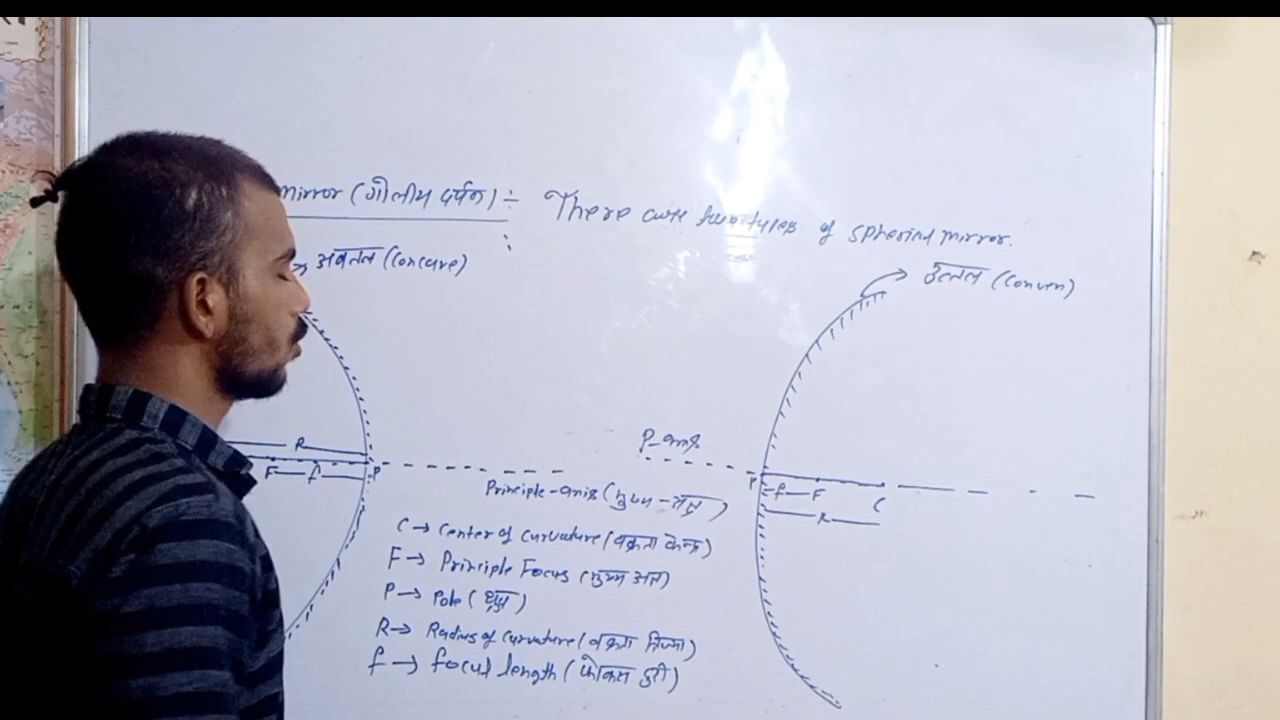 mirror (गोलीय दर्पण) ÷ There are two types of spherical mirror.
अवतल (Concave)
उत्तल (Convex)
R
F f P
P-axis
P f F C
R
Principle-axis (मुख्य-अक्ष)
C → Center of curvature (वक्रता केन्द्र)
F → Principle Focus (मुख्य
P → Pole (ध्रुव)
R → Radius of curvature (वक्रता त्रिज्या)
f → focus length (फोकस दुरी)